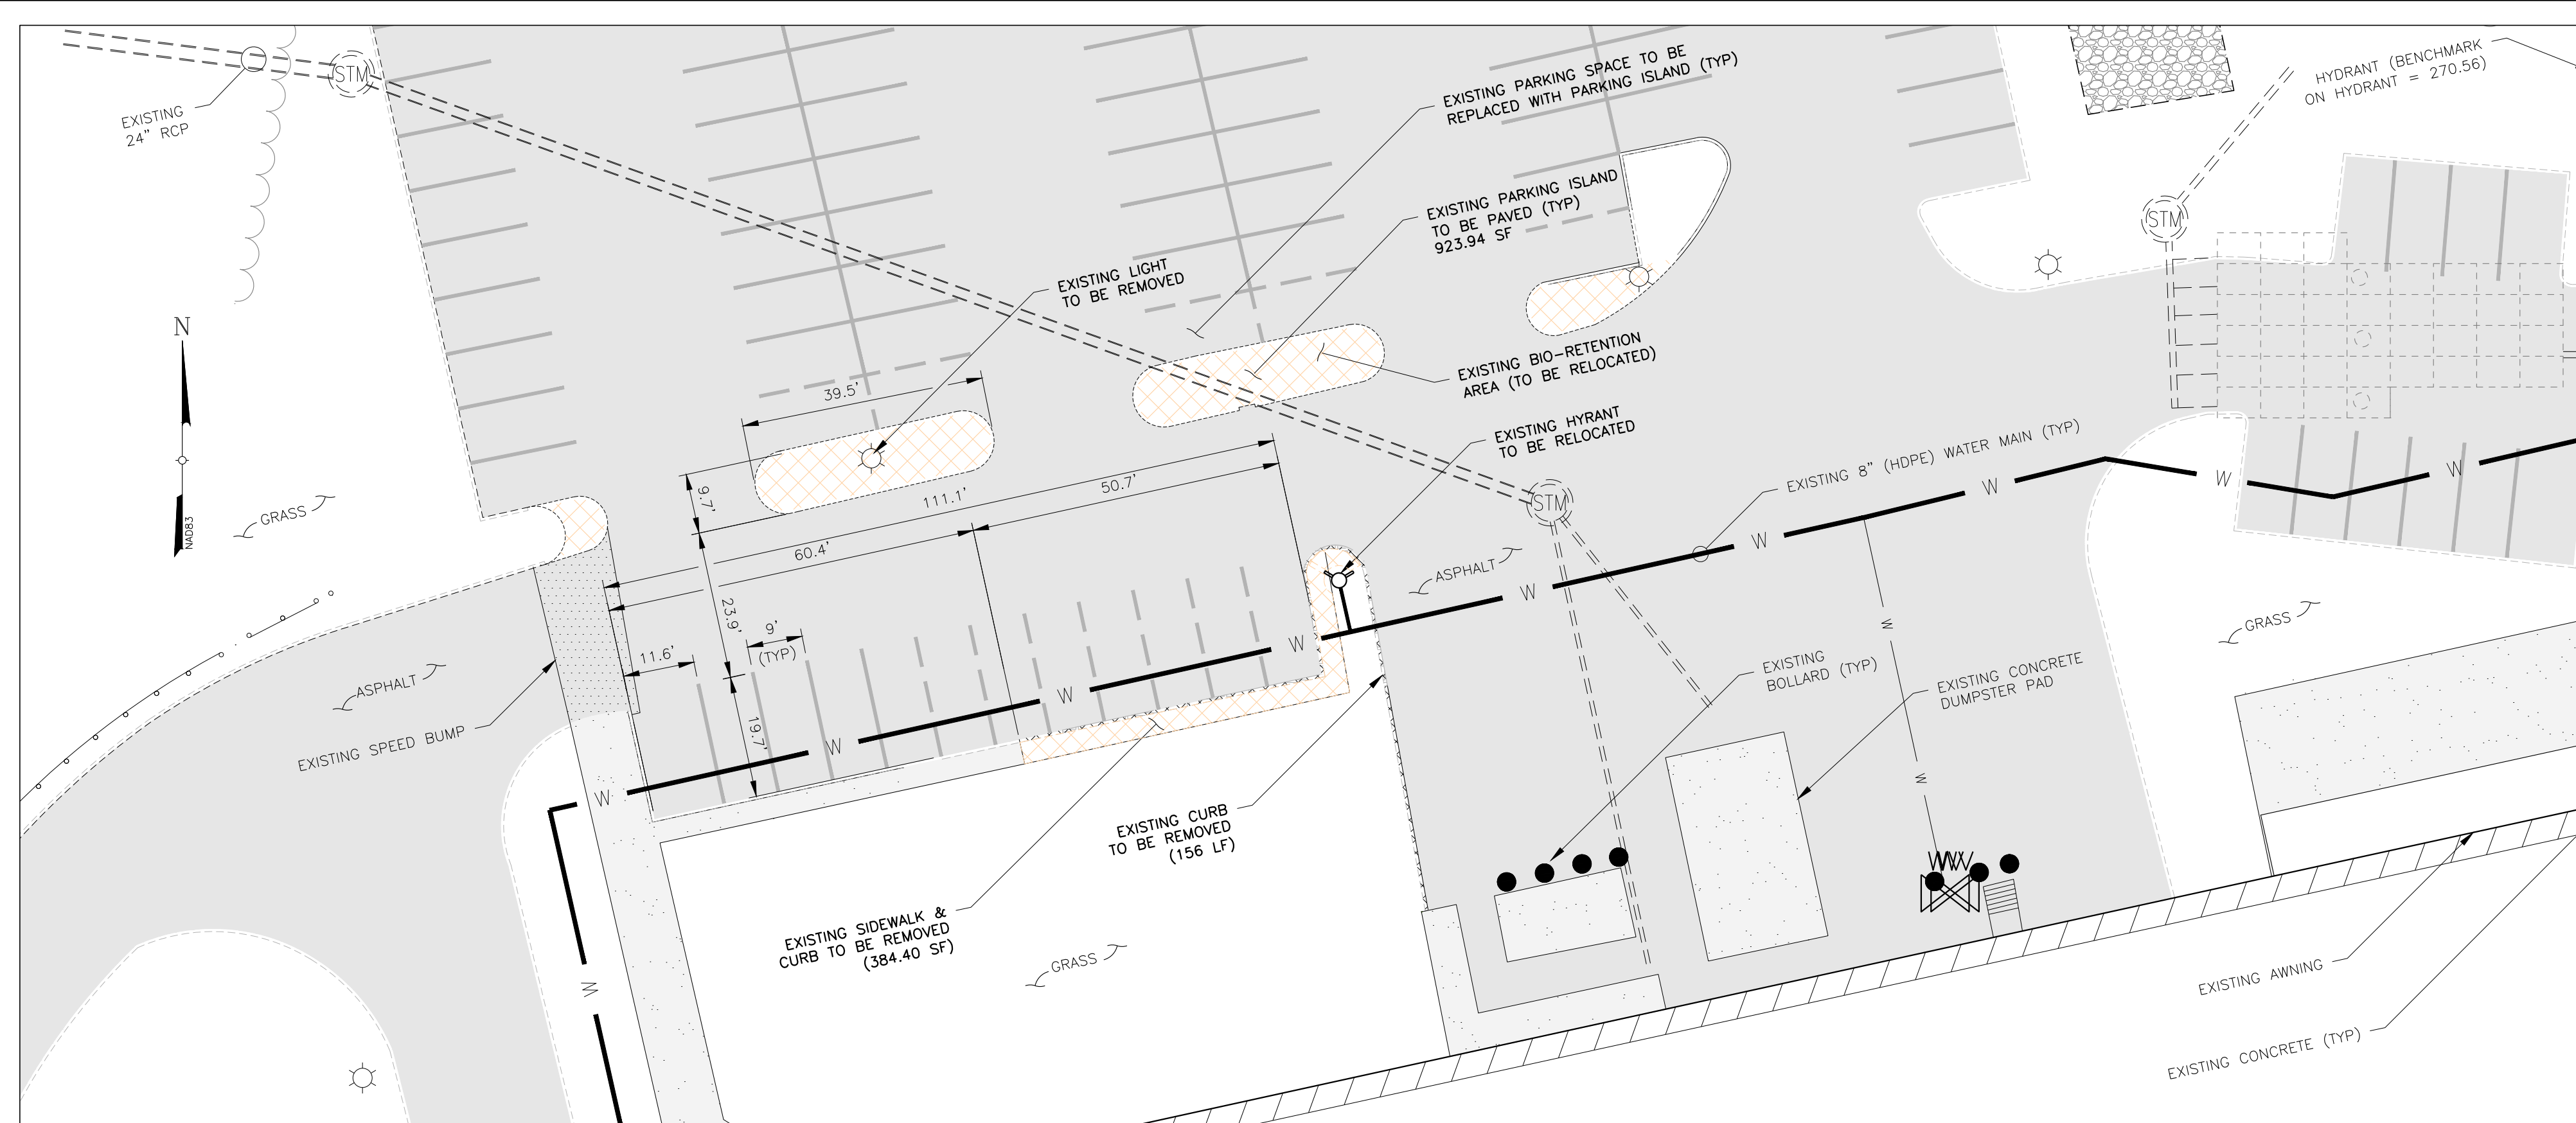 STM
EXISTING
24" RCP
N
NAD83
GRASS
EXISTING PARKING SPACE TO BE
REPLACED WITH PARKING ISLAND (TYP)
EXISTING PARKING ISLAND
TO BE PAVED (TYP)
923.94 SF
EXISTING LIGHT
TO BE REMOVED
EXISTING BIO-RETENTION
AREA (TO BE RELOCATED)
EXISTING HYRANT
TO BE RELOCATED
HYDRANT (BENCHMARK
ON HYDRANT = 270.56)
STM
EXISTING 8" (HDPE) WATER MAIN (TYP)
STM
39.5'
9.7'
111.1'
50.7'
60.4'
23.9'
9'
(TYP)
11.6'
19.7'
ASPHALT
EXISTING SPEED BUMP
ASPHALT
W
W
W
W
W
W
W
W
W
W
W
W
W
GRASS
EXISTING
BOLLARD (TYP)
EXISTING CONCRETE
DUMPSTER PAD
EXISTING CURB
TO BE REMOVED
(156 LF)
EXISTING SIDEWALK &
CURB TO BE REMOVED
(384.40 SF)
GRASS
EXISTING AWNING
EXISTING CONCRETE (TYP)